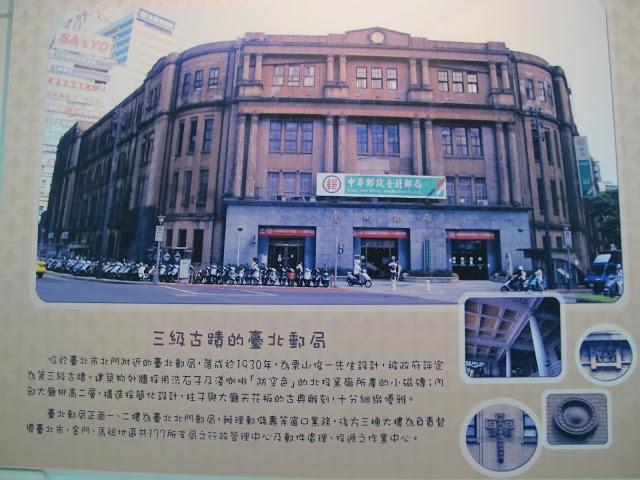 SANYO
中華郵政臺北郵局
三級古蹟的臺北郵局
位於臺北市北門附近的臺北郵局，落成於1930年，為栗山俊一先生設計，被政府評定
為第三級古蹟。建築物外牆採用洗石子及淺咖啡「防空色」的北投窯廠所產的小磁磚；內
部大廳挑高二層，構造採簡化設計，柱子與大廳天花板的古典雕刻，十分細緻優雅。
臺北郵局正面一、二樓為臺北北門郵局，辦理郵儲壽等窗口業務，後方三棟大樓為負責督
導臺北市、金門、馬祖地區共177所支局之行政管理中心及郵件處理、投遞之作業中心。